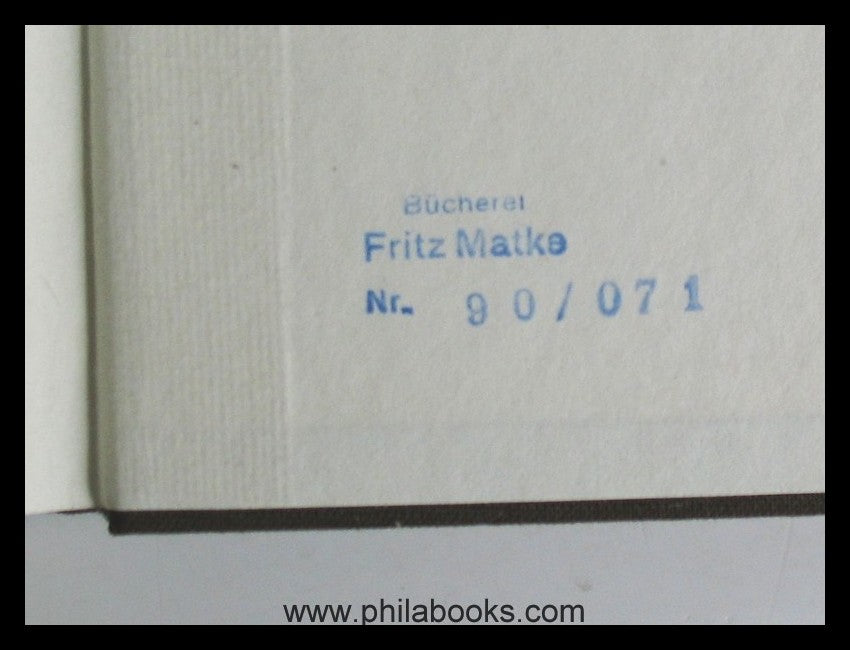 Bücherei
Fritz Matke
Nr. 90/071
www.philabooks.com